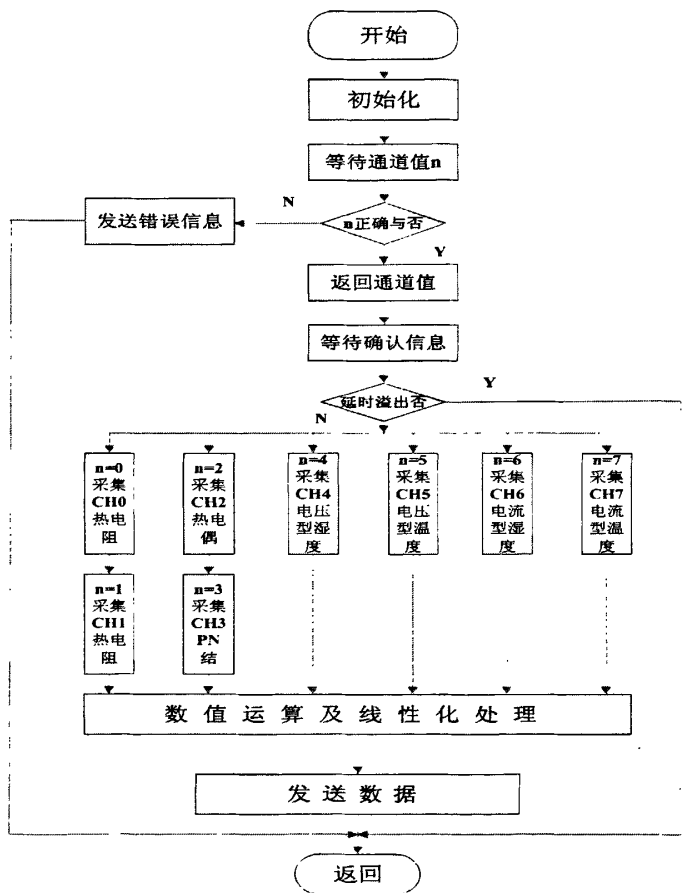 开始
初始化
等待通道值n
N
发送错误信息
n正确与否
Y
返回通道值
等待确认信息
延时溢出否
Y
N
n=0
采集
CH0
热电
阻
n=2
采集
CH2
热电
偶
n=4
采集
CH4
电压
型湿
度
n=5
采集
CH5
电压
型温
度
n=6
采集
CH6
电流
型湿
度
n=7
采集
CH7
电流
型温
度
n=1
采集
CH1
热电
阻
n=3
采集
CH3
PN
结
数值运算及线性化处理
发送数据
返回